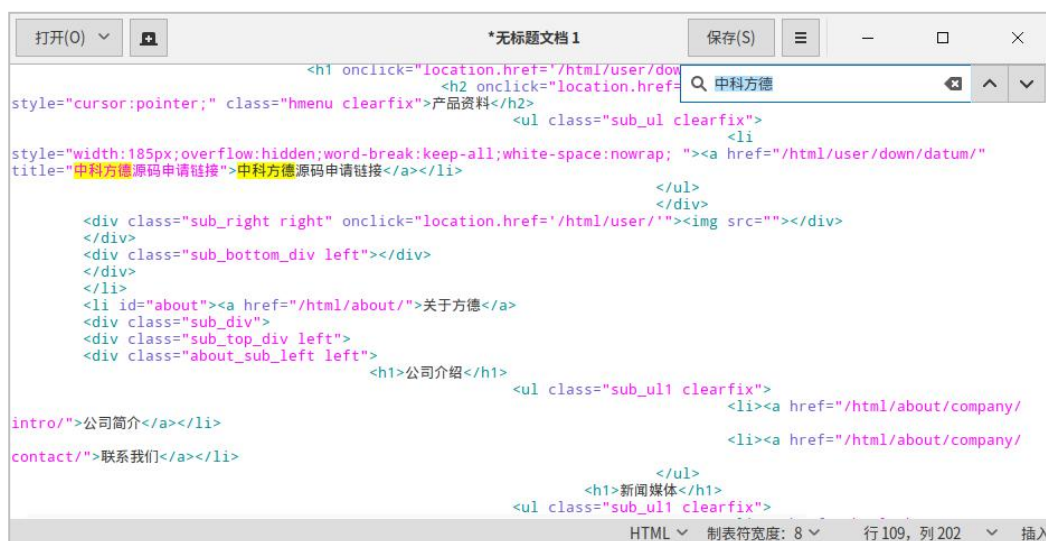 打开(O)
*无标题文档 1
保存(S)
中科方德
<h1 onclick="location.href='/html/user/dow
<h2 onclick="location.href=
style="cursor:pointer;" class="hmenu clearfix">产品资料</h2>
<ul class="sub_ul clearfix">
<li
style="width:185px;overflow:hidden;word-break:keep-all;white-space:nowrap; "><a href="/html/user/down/datum/"
title="中科方德源码申请链接">中科方德源码申请链接</a></li>
</ul>
</div>
<div class="sub_right right" onclick="location.href='/html/user/'"><img src=""></div>
</div>
<div class="sub_bottom_div left"></div>
</div>
</li>
<li id="about"><a href="/html/about/">关于方德</a>
<div class="sub_div">
<div class="sub_top_div left">
<div class="about_sub_left left">
<h1>公司介绍</h1>
<ul class="sub_ul1 clearfix">
<li><a href="/html/about/company/
intro/">公司简介</a></li>
<li><a href="/html/about/company/
contact/">联系我们</a></li>
</ul>
<h1>新闻媒体</h1>
<ul class="sub_ul1 clearfix">
HTML 制表符宽度: 8 行 109, 列 202 插入